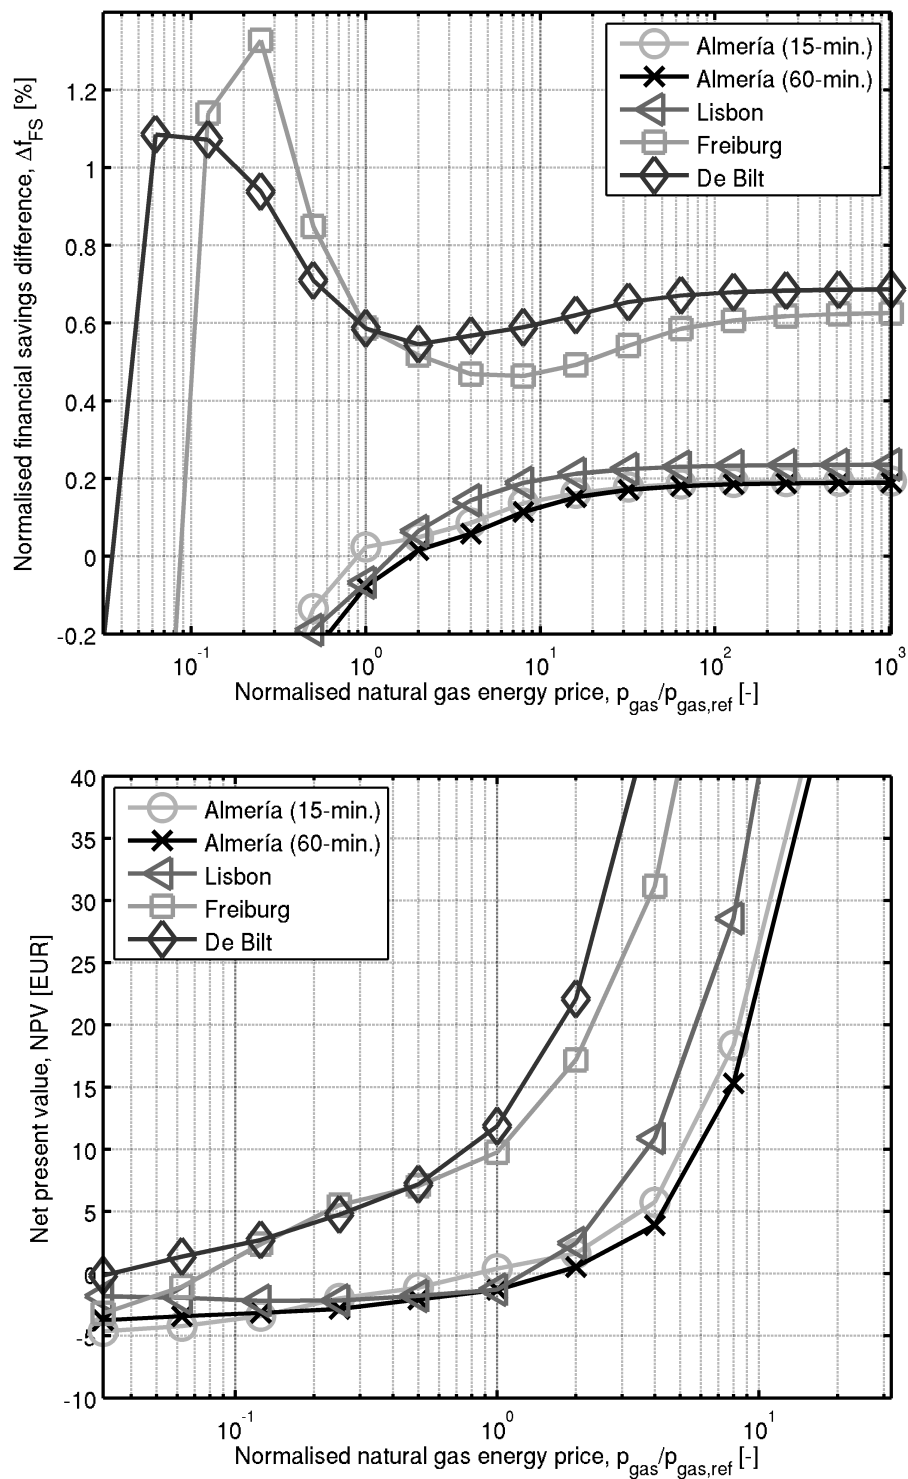 Normalised financial savings difference, Δf_FS [%]
1.2
1
0.8
0.6
0.4
0.2
0
-0.2
Almería (15-min.)
Almería (60-min.)
Lisbon
Freiburg
De Bilt
10^-1 10^0 10^1 10^2 10^3
Normalised natural gas energy price, p_gas/p_gas,ref [-]
Net present value, NPV [EUR]
40
35
30
25
20
15
10
5
0
-5
-10
Almería (15-min.)
Almería (60-min.)
Lisbon
Freiburg
De Bilt
10^-1 10^0 10^1
Normalised natural gas energy price, p_gas/p_gas,ref [-]